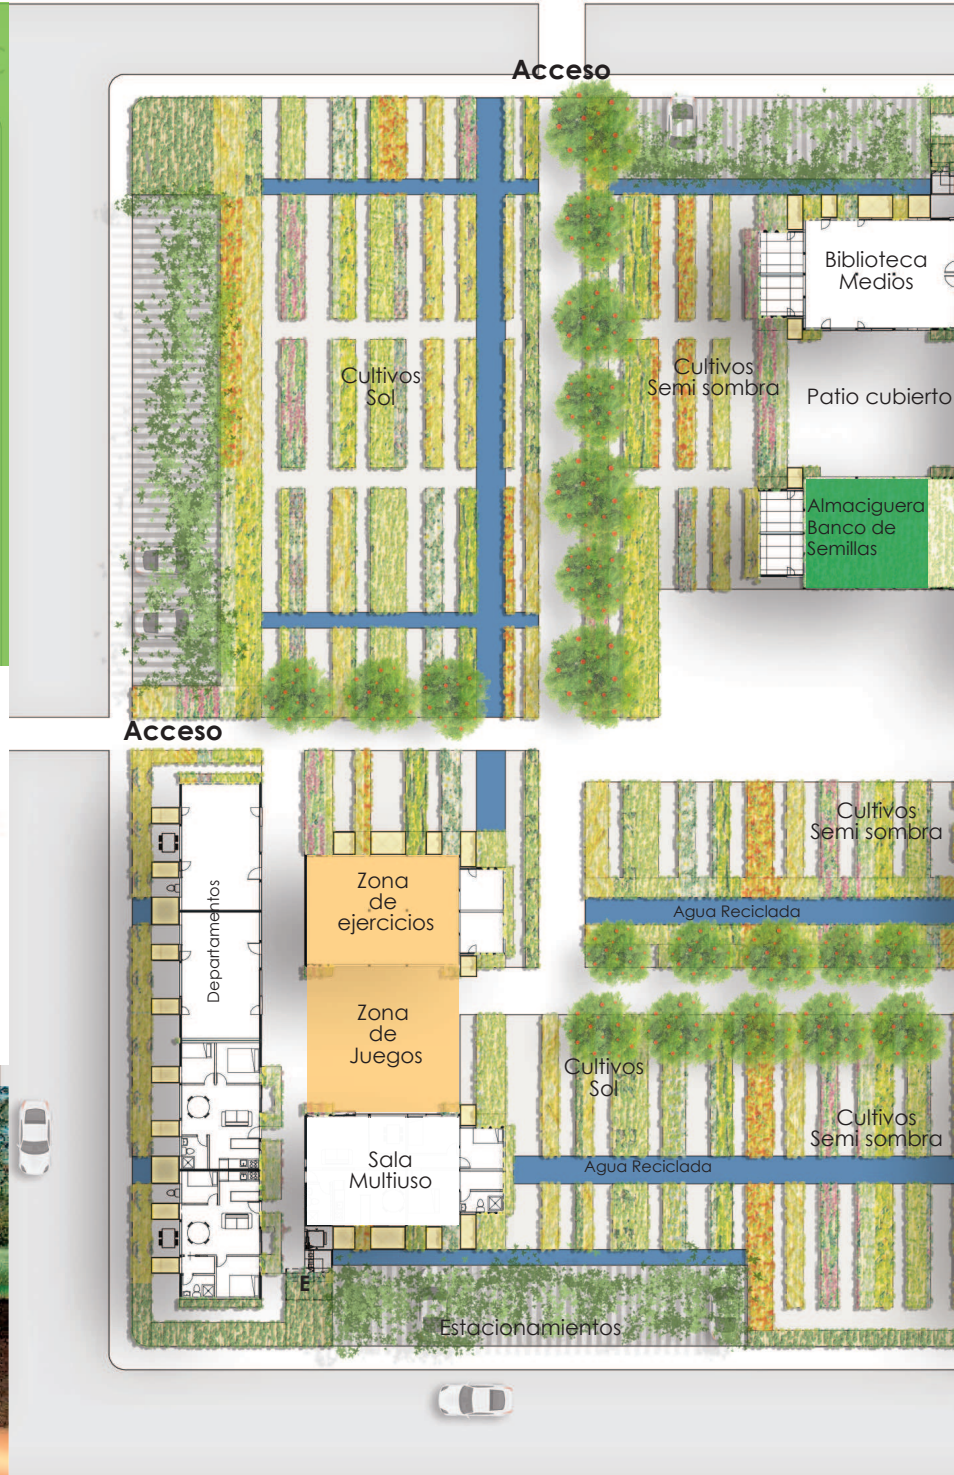 Acceso
Biblioteca
Medios
Cultivos
Sol
Cultivos
Semi sombra
Patio cubierto
Almaciguera
Banco de
Semillas
Acceso
Cultivos
Semi sombra
Zona
de
ejercicios
Agua Reciclada
Departamentos
Zona
de
Juegos
Cultivos
Sol
Cultivos
Semi sombra
Sala
Multiuso
Agua Reciclada
E
Estacionamientos